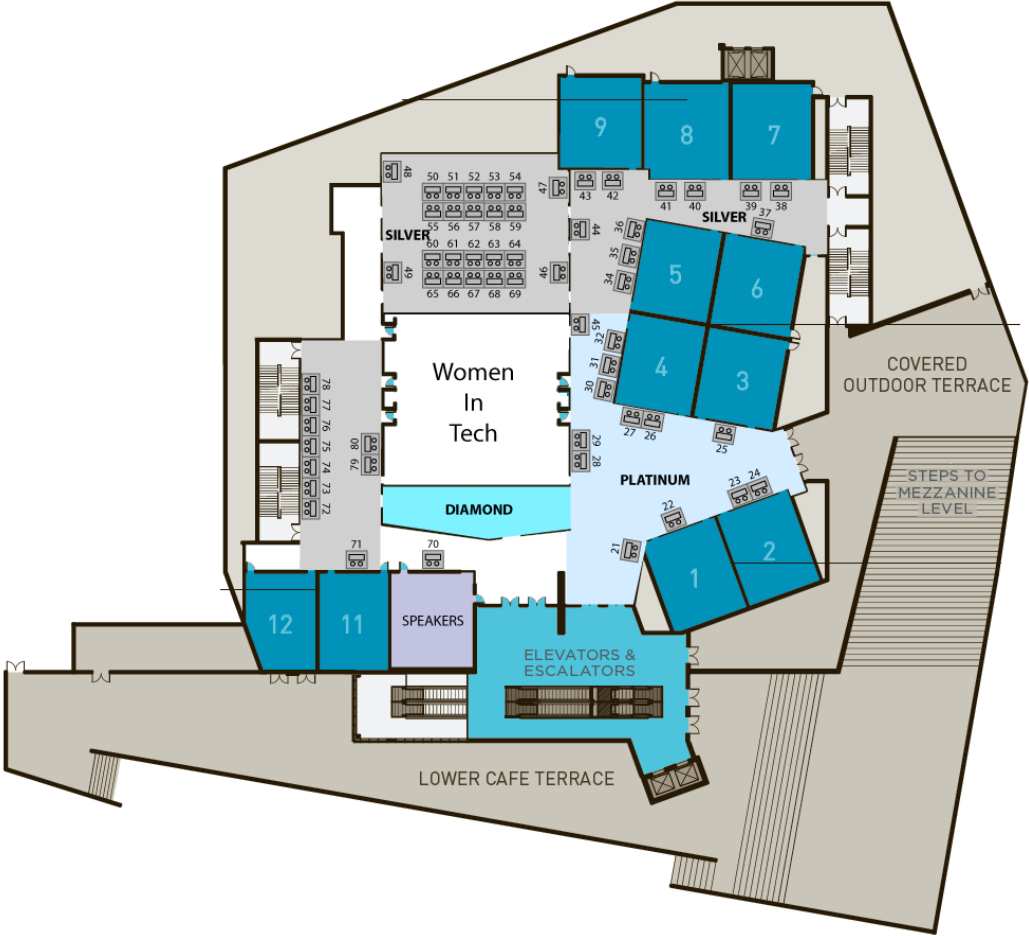 9
8
7
48
50 51 52 53 54
47
43 42
41 40
39 38
37
SILVER
55 56 57 58 59
SILVER
44
36
35
34
60 61 62 63 64
49
46
65 66 67 68 69
5
6
45
32
31
30
4
3
Women
In
Tech
COVERED
OUTDOOR TERRACE
78
77
76
75
74
73
72
80
79
27 26
25
29
28
PLATINUM
24
23
22
21
STEPS TO
MEZZANINE
LEVEL
DIAMOND
71
70
2
1
12
11
SPEAKERS
ELEVATORS &
ESCALATORS
LOWER CAFE TERRACE